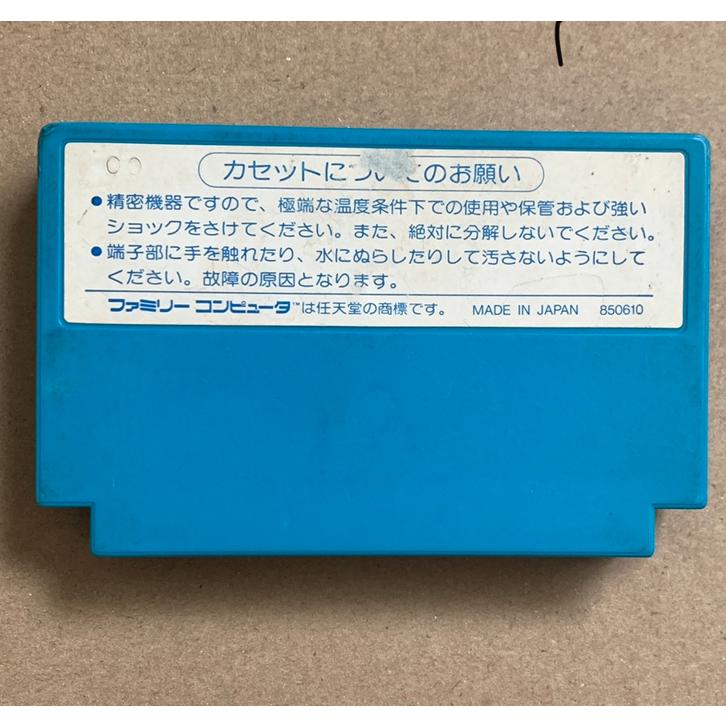 カセットについてのお願い
●精密機器ですので、極端な温度条件下での使用や保管および強い
ショックをさけてください。また、絶対に分解しないでください。
●端子部に手を触れたり、水にぬらしたりして汚さないようにして
ください。故障の原因となります。
ファミリーコンピュータ™は任天堂の商標です。 MADE IN JAPAN 850610